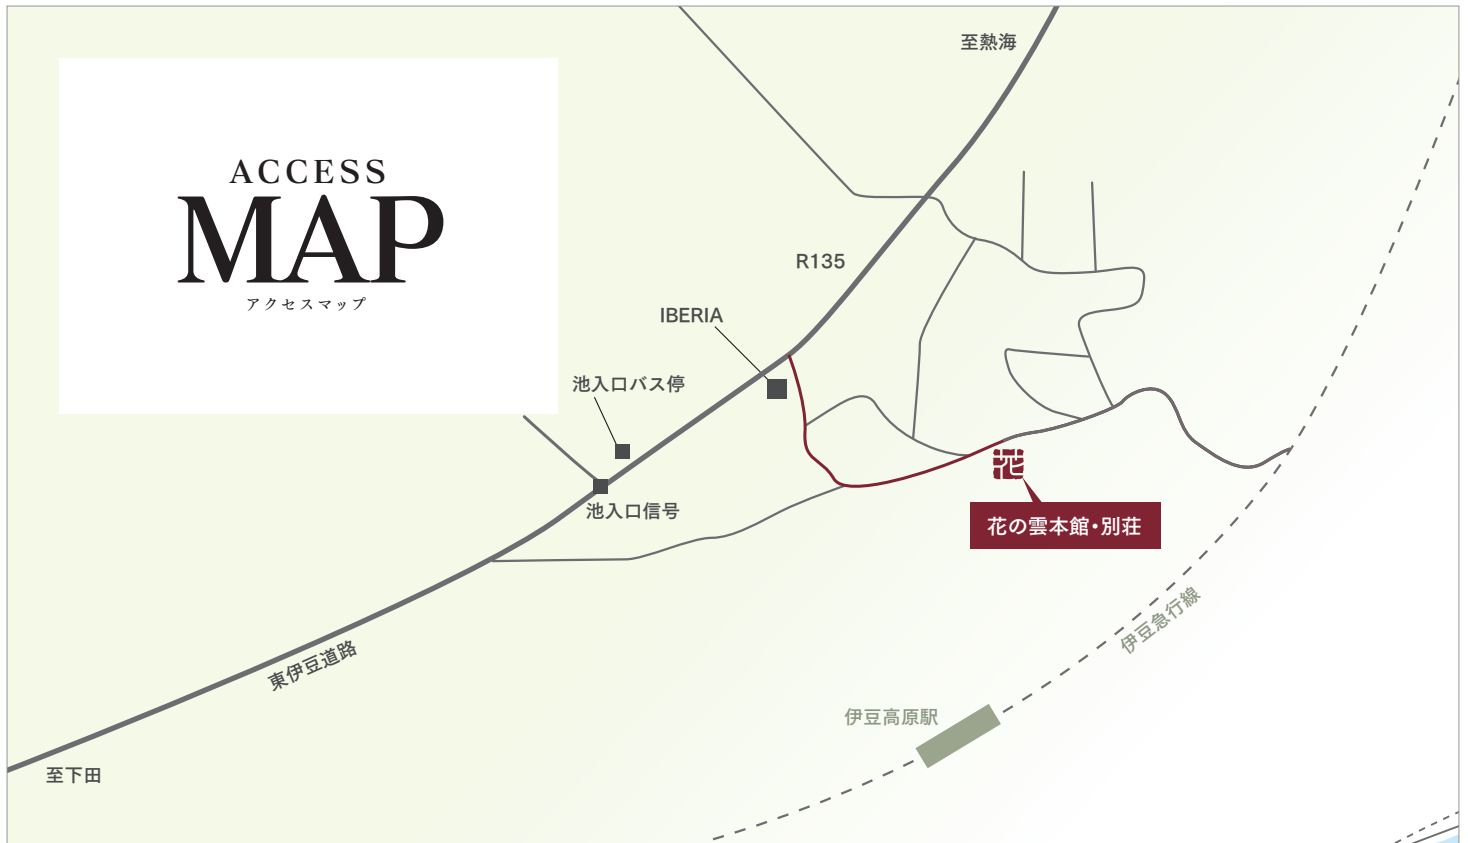 至熱海
ACCESS
MAP
アクセスマップ
R135
IBERIA
池入口バス停
池入口信号
花
花の雲本館・別荘
伊豆急行線
東伊豆道路
伊豆高原駅
至下田